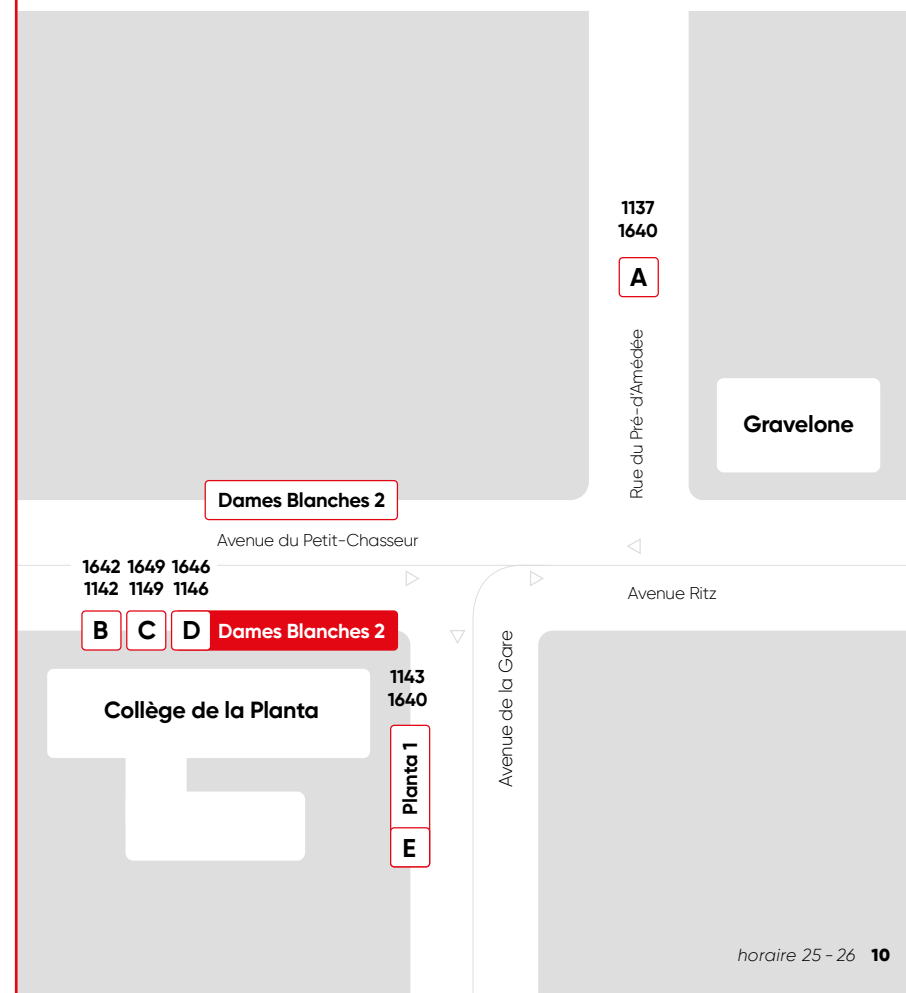 1137
1640
A
Rue du Pré-d'Amédée
Gravelone
Dames Blanches 2
Avenue du Petit-Chasseur
1642 1649 1646
1142 1149 1146
Avenue Ritz
B C D Dames Blanches 2
Collège de la Planta
1143
1640
Planta 1
E
Avenue de la Gare
horaire 25 - 26 10